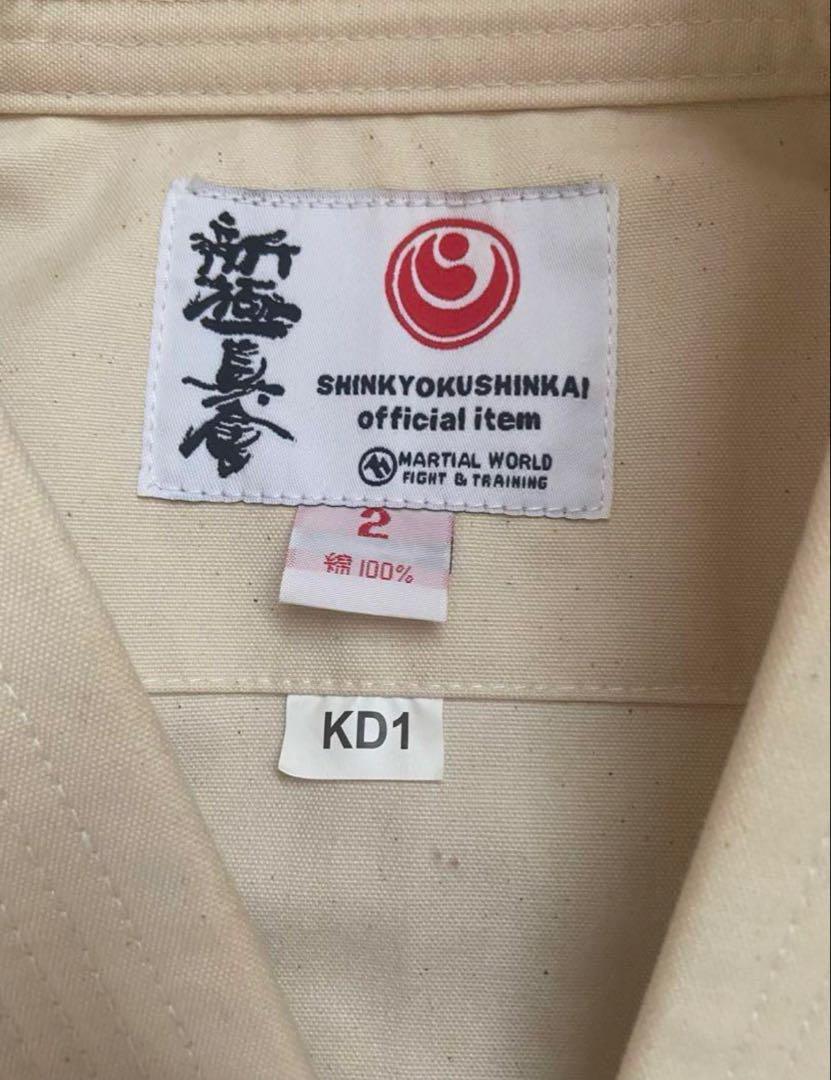 新極真會
SHINKYOKUSHINKAI
official item
MARTIAL WORLD
FIGHT & TRAINING
2
綿 100%
KD1